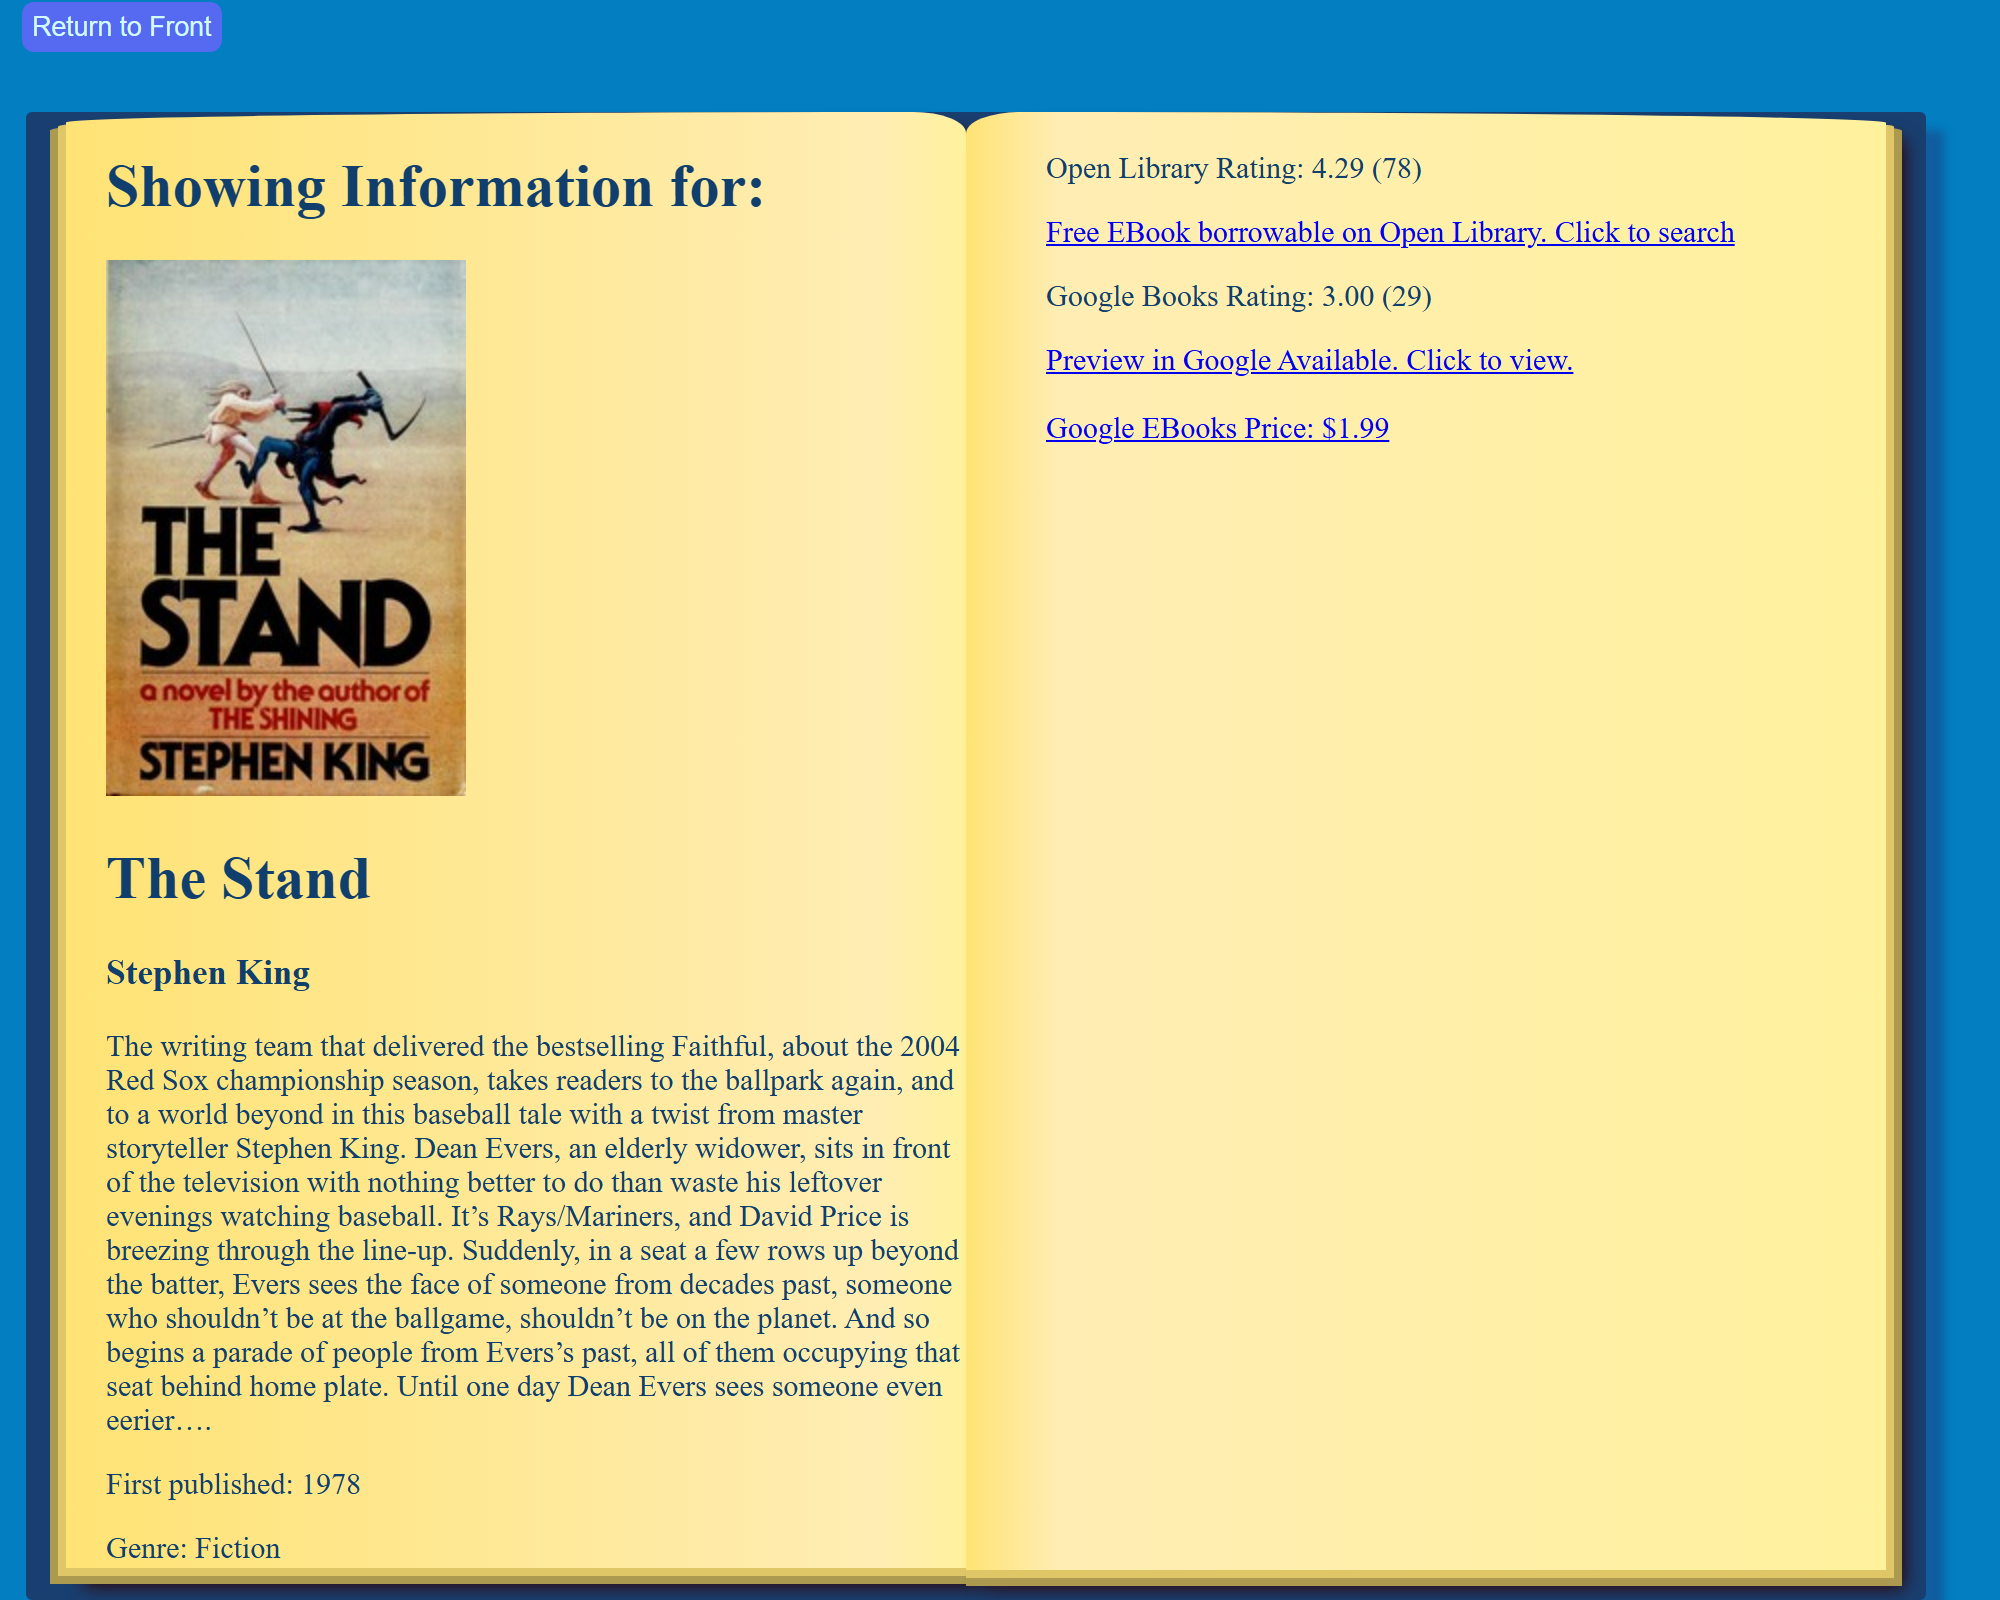 Return to Front
Showing Information for:
THE
STAND
a novel by the author of
THE SHINING
STEPHEN KING
The Stand
Stephen King
The writing team that delivered the bestselling Faithful, about the 2004
Red Sox championship season, takes readers to the ballpark again, and
to a world beyond in this baseball tale with a twist from master
storyteller Stephen King. Dean Evers, an elderly widower, sits in front
of the television with nothing better to do than waste his leftover
evenings watching baseball. It’s Rays/Mariners, and David Price is
breezing through the line-up. Suddenly, in a seat a few rows up beyond
the batter, Evers sees the face of someone from decades past, someone
who shouldn’t be at the ballgame, shouldn’t be on the planet. And so
begins a parade of people from Evers’s past, all of them occupying that
seat behind home plate. Until one day Dean Evers sees someone even
eerier….
First published: 1978
Genre: Fiction
Open Library Rating: 4.29 (78)
Free EBook borrowable on Open Library. Click to search
Google Books Rating: 3.00 (29)
Preview in Google Available. Click to view.
Google EBooks Price: $1.99